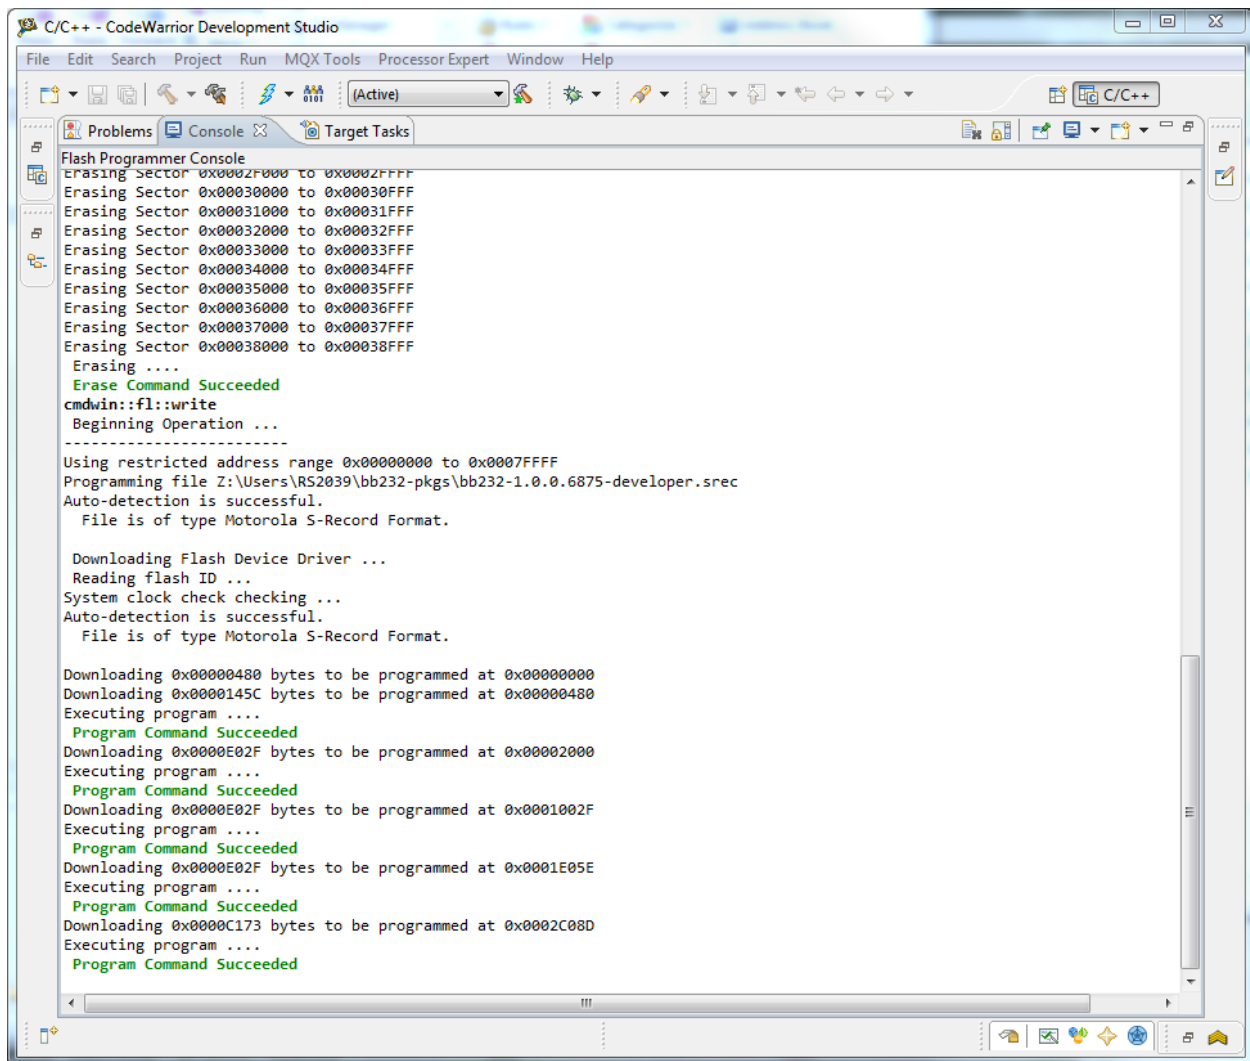 C/C++ - CodeWarrior Development Studio
File Edit Search Project Run MQX Tools Processor Expert Window Help
(Active)
C/C++
Problems Console Target Tasks
Flash Programmer Console
Erasing Sector 0x0002F000 to 0x0002FFFF
Erasing Sector 0x00030000 to 0x00030FFF
Erasing Sector 0x00031000 to 0x00031FFF
Erasing Sector 0x00032000 to 0x00032FFF
Erasing Sector 0x00033000 to 0x00033FFF
Erasing Sector 0x00034000 to 0x00034FFF
Erasing Sector 0x00035000 to 0x00035FFF
Erasing Sector 0x00036000 to 0x00036FFF
Erasing Sector 0x00037000 to 0x00037FFF
Erasing Sector 0x00038000 to 0x00038FFF
Erasing ....
Erase Command Succeeded
cmdwin::fl::write
Beginning Operation ...
-------------------------
Using restricted address range 0x00000000 to 0x0007FFFF
Programming file Z:\Users\RS2039\bb232-pkgs\bb232-1.0.0.6875-developer.srec
Auto-detection is successful.
File is of type Motorola S-Record Format.
Downloading Flash Device Driver ...
Reading flash ID ...
System clock check checking ...
Auto-detection is successful.
File is of type Motorola S-Record Format.
Downloading 0x00000480 bytes to be programmed at 0x00000000
Downloading 0x0000145C bytes to be programmed at 0x00000480
Executing program ....
Program Command Succeeded
Downloading 0x0000E02F bytes to be programmed at 0x00002000
Executing program ....
Program Command Succeeded
Downloading 0x0000E02F bytes to be programmed at 0x0001002F
Executing program ....
Program Command Succeeded
Downloading 0x0000E02F bytes to be programmed at 0x0001E05E
Executing program ....
Program Command Succeeded
Downloading 0x0000C173 bytes to be programmed at 0x0002C08D
Executing program ....
Program Command Succeeded